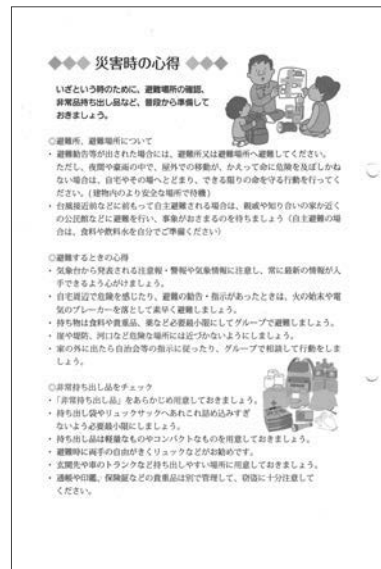 ◆◆◆ 災害時の心得 ◆◆◆
いざという時のために、避難場所の確認、
非常品持ち出し品など、普段から準備して
おきましょう。
◎避難所、避難場所について
・避難勧告等が出された場合には、避難所又は避難場所へ避難してください。
ただし、夜間や豪雨の中で、屋外での移動が、かえって命に危険を及ぼしかね
ない場合は、自宅やその場へとどまり、できる限りの命を守る行動を行ってく
ださい。(建物内のより安全な場所で待機)
・台風接近前などに前もって自主避難される場合は、親戚や知り合いの家か近く
の公民館などに避難を行い、事象がおさまるのを待ちましょう（自主避難の場
合は、食料や飲料水を自分でご準備ください）
◎避難するときの心得
・気象台から発表される注意報・警報や気象情報に注意し、常に最新の情報が入
手できるよう心がけましょう。
・自宅周辺で危険を感じたり、避難の勧告・指示があったときは、火の始末や電
気のブレーカーを落として素早く避難しましょう。
・持ち物は食料や貴重品、薬など必要最小限にしてグループで避難しましょう。
・崖や堤防、河口など危険な場所には近づかないようにしましょう。
・家の外に出たら自治会等の指示に従ったり、グループで相談して行動をしま
しょう。
◎非常持ち出し品をチェック
・「非常持ち出し品」をあらかじめ用意しておきましょう。
・持ち出し袋やリュックサックへあれこれ詰め込みすぎ
ないよう必要最小限にしましょう。
・持ち出し品は軽量なものやコンパクトなものを用意しておきましょう。
・避難時に両手の自由がきくリュックなどがお勧めです。
・玄関先や車のトランクなど持ち出しやすい場所に用意しておきましょう。
・通帳や印鑑、保険証などの貴重品は別で管理して、窃盗に十分注意して
ください。